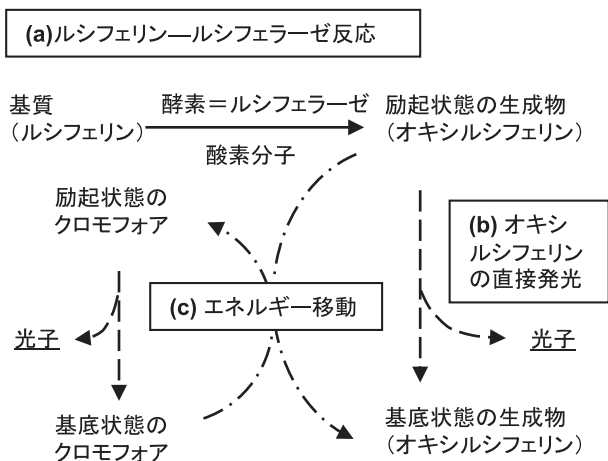 (a)ルシフェリン―ルシフェラーゼ反応
基質
(ルシフェリン)
酵素＝ルシフェラーゼ
酸素分子
励起状態の生成物
(オキシルシフェリン)
励起状態の
クロモフォア
(b) オキシ
ルシフェリン
の直接発光
(c) エネルギー移動
光子
光子
基底状態の
クロモフォア
基底状態の生成物
(オキシルシフェリン)